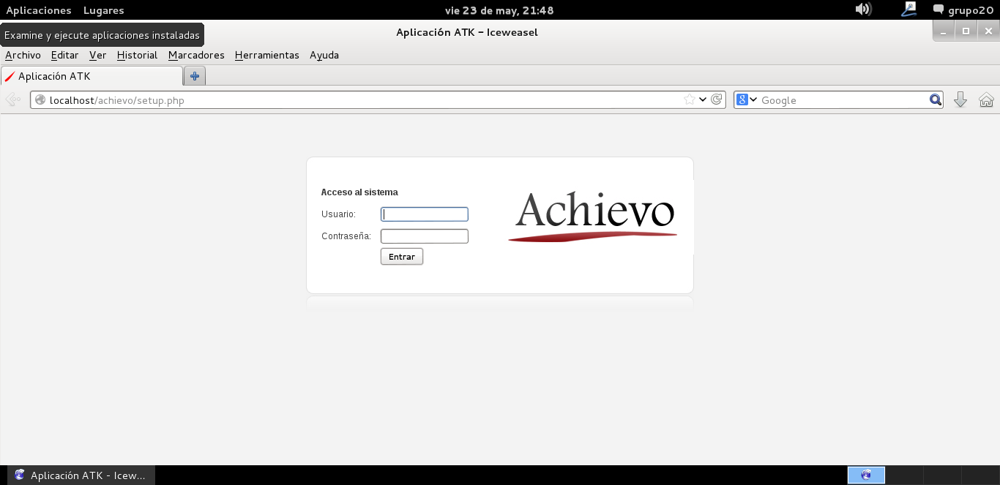 Aplicaciones Lugares vie 23 de may, 21:48 grupo20
Examine y ejecute aplicaciones instaladas
Aplicación ATK - Iceweasel
Archivo Editar Ver Historial Marcadores Herramientas Ayuda
Aplicación ATK
localhost/achievo/setup.php
8 Google
Acceso al sistema
Usuario:
Contraseña:
Entrar
Achievo
Aplicación ATK - Icew...